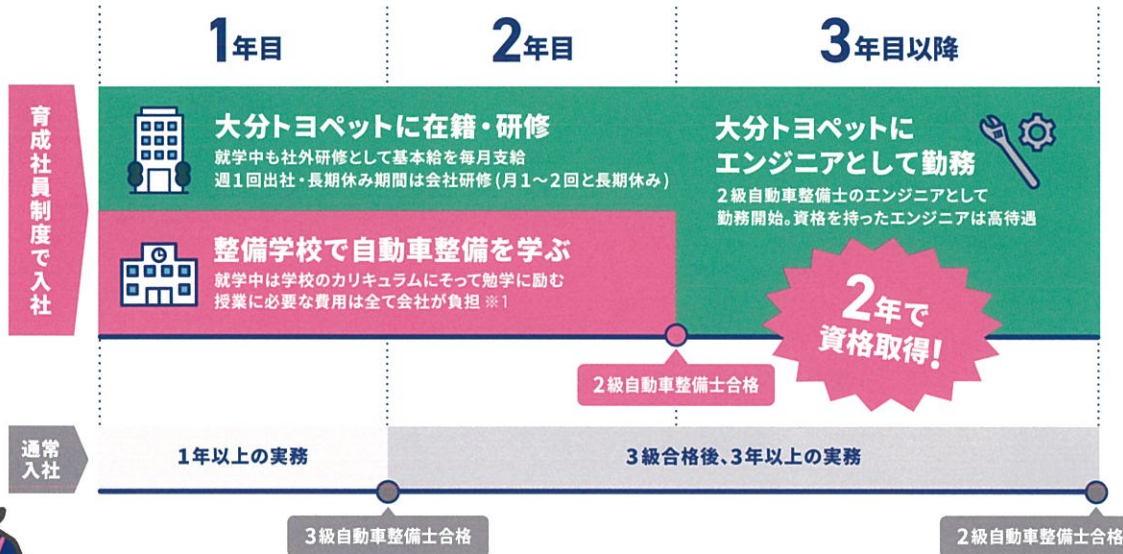 1年目
2年目
3年目以降
育成社員制度で入社
大分トヨペットに在籍・研修
就学中も社外研修として基本給を毎月支給
週1回出社・長期休み期間は会社研修(月1〜2回と長期休み)
整備学校で自動車整備を学ぶ
就学中は学校のカリキュラムにそって勉学に励む
授業に必要な費用は全て会社が負担 ※1
大分トヨペットに
エンジニアとして勤務
2級自動車整備士のエンジニアとして
勤務開始。資格を持ったエンジニアは高待遇
2年で
資格取得!
2級自動車整備士合格
通常
入社
1年以上の実務
3級合格後、3年以上の実務
3級自動車整備士合格
2級自動車整備士合格